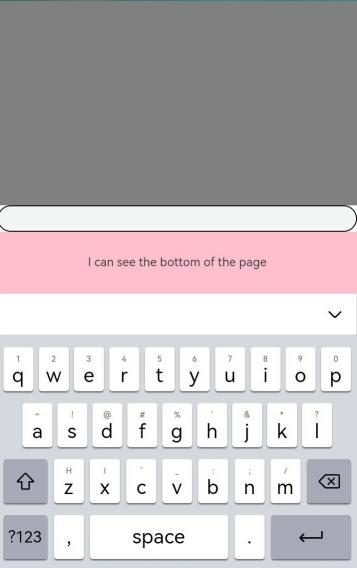 I can see the bottom of the page
1 2 3 4 5 6 7 8 9 0
q w e r t y u i o p
~ ! @ # % ' & * ?
a s d f g h j k l
H l - _ : ; /
z x c v b n m
?123 , space .